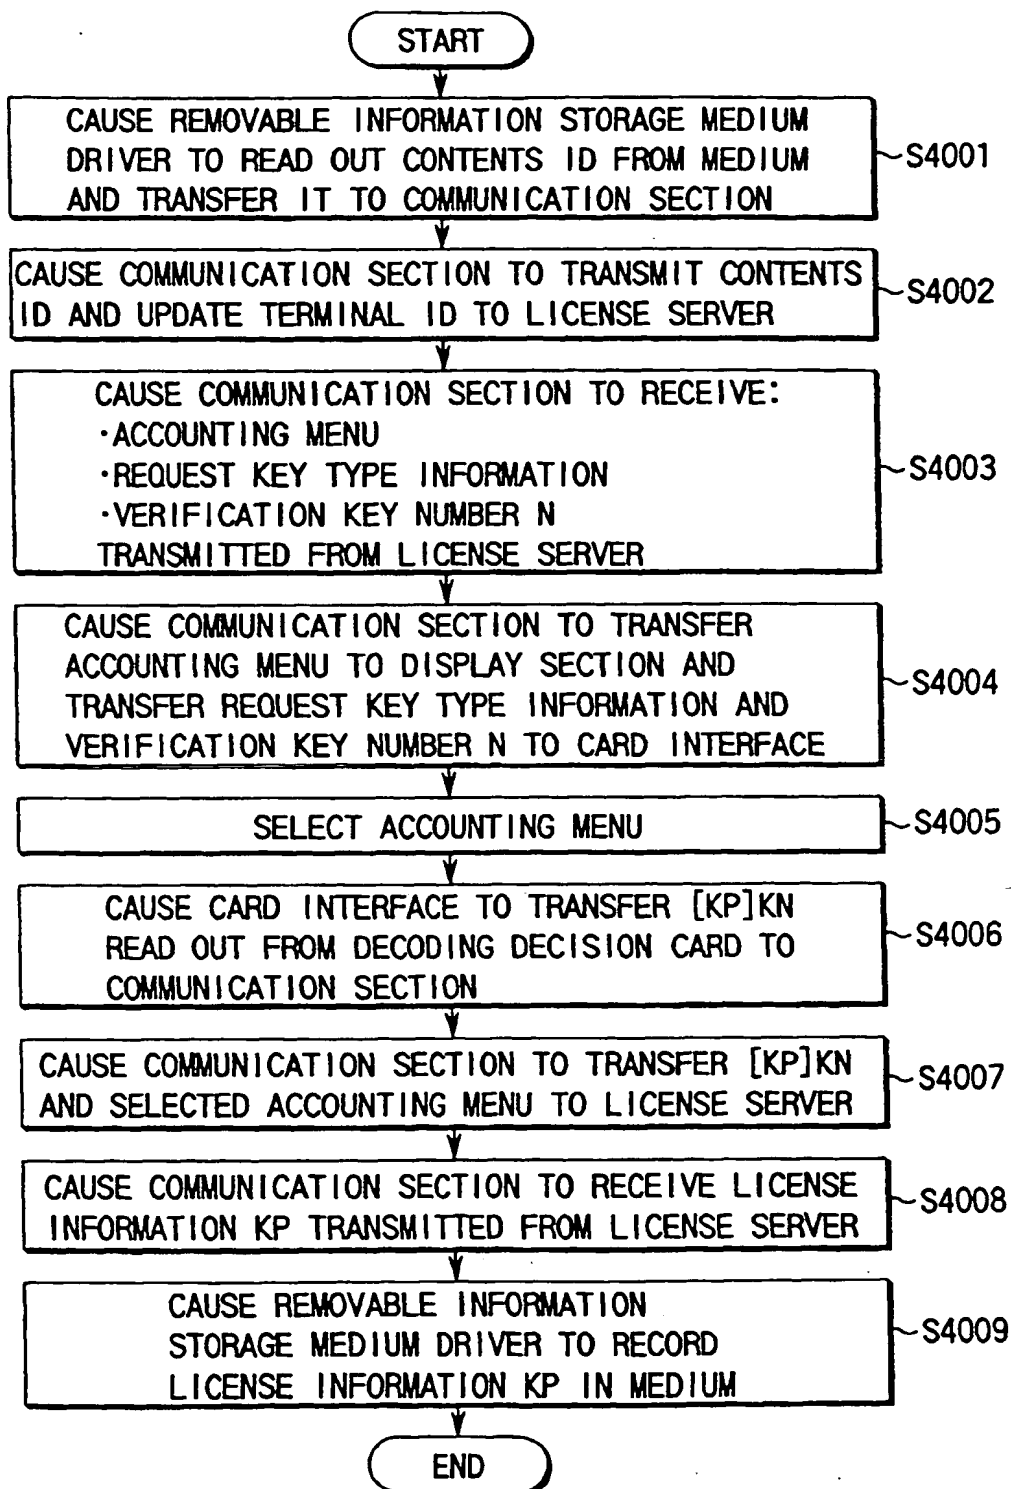 START
CAUSE REMOVABLE INFORMATION STORAGE MEDIUM
DRIVER TO READ OUT CONTENTS ID FROM MEDIUM
AND TRANSFER IT TO COMMUNICATION SECTION
S4001
CAUSE COMMUNICATION SECTION TO TRANSMIT CONTENTS
ID AND UPDATE TERMINAL ID TO LICENSE SERVER
S4002
CAUSE COMMUNICATION SECTION TO RECEIVE:
·ACCOUNTING MENU
·REQUEST KEY TYPE INFORMATION
·VERIFICATION KEY NUMBER N
TRANSMITTED FROM LICENSE SERVER
S4003
CAUSE COMMUNICATION SECTION TO TRANSFER
ACCOUNTING MENU TO DISPLAY SECTION AND
TRANSFER REQUEST KEY TYPE INFORMATION AND
VERIFICATION KEY NUMBER N TO CARD INTERFACE
S4004
SELECT ACCOUNTING MENU
S4005
CAUSE CARD INTERFACE TO TRANSFER [KP]KN
READ OUT FROM DECODING DECISION CARD TO
COMMUNICATION SECTION
S4006
CAUSE COMMUNICATION SECTION TO TRANSFER [KP]KN
AND SELECTED ACCOUNTING MENU TO LICENSE SERVER
S4007
CAUSE COMMUNICATION SECTION TO RECEIVE LICENSE
INFORMATION KP TRANSMITTED FROM LICENSE SERVER
S4008
CAUSE REMOVABLE INFORMATION
STORAGE MEDIUM DRIVER TO RECORD
LICENSE INFORMATION KP IN MEDIUM
S4009
END